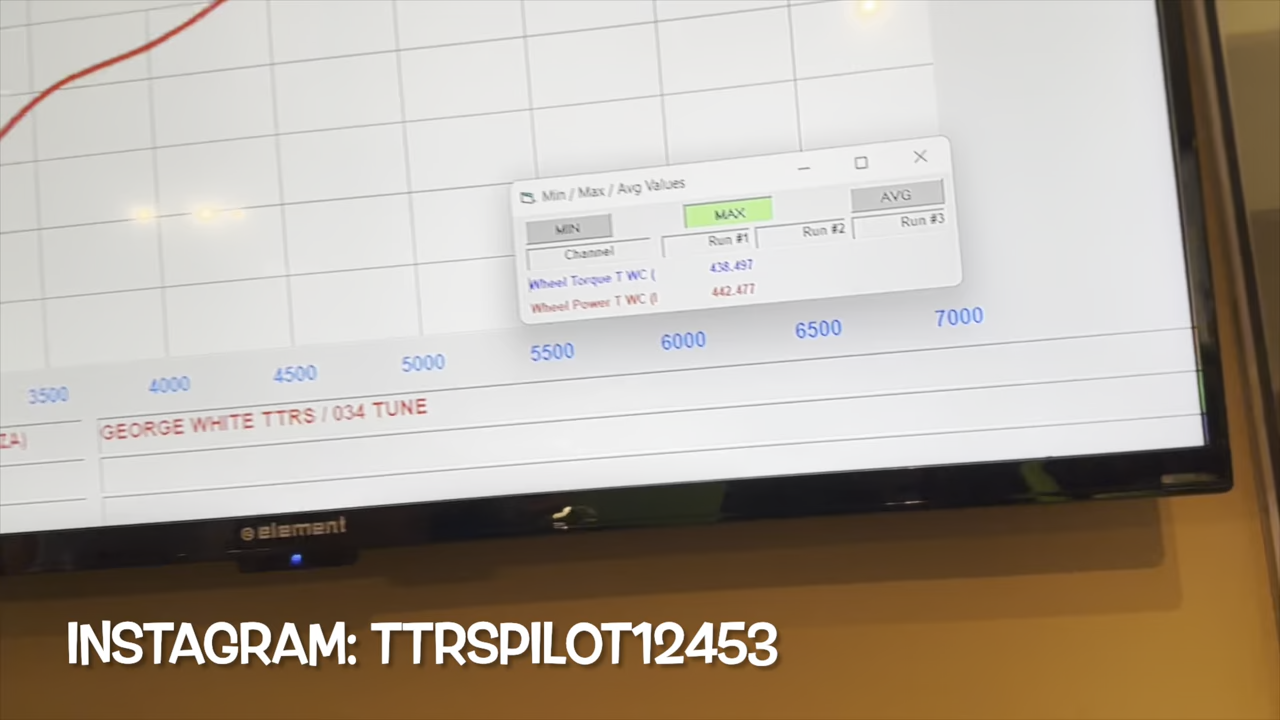 Min / Max / Avg Values
MIN MAX AVG
Channel Run #1 Run #2 Run #3
Wheel Torque T WC ( 438.497
Wheel Power T WC (l 442.477
3500 4000 4500 5000 5500 6000 6500 7000
ZA) GEORGE WHITE TTRS / 034 TUNE
element
INSTAGRAM: TTRSPILOT12453